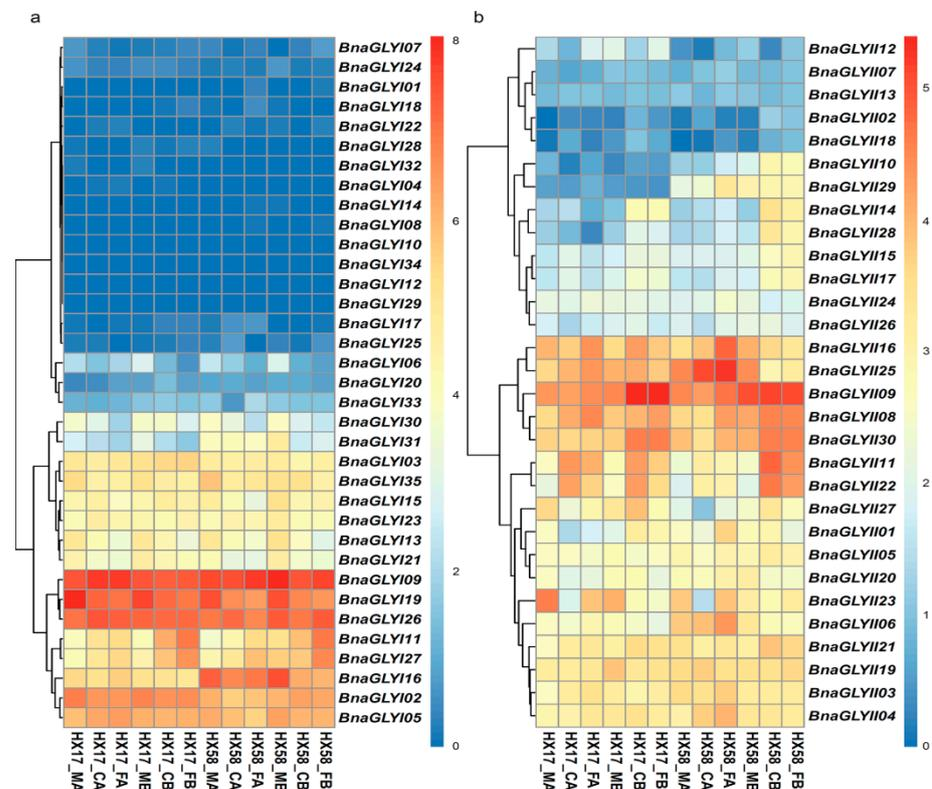 a
BnaGLYI07
BnaGLYI24
BnaGLYI01
BnaGLYI18
BnaGLYI22
BnaGLYI28
BnaGLYI32
BnaGLYI04
BnaGLYI14
BnaGLYI08
BnaGLYI10
BnaGLYI34
BnaGLYI12
BnaGLYI29
BnaGLYI17
BnaGLYI25
BnaGLYI06
BnaGLYI20
BnaGLYI33
BnaGLYI30
BnaGLYI31
BnaGLYI03
BnaGLYI35
BnaGLYI15
BnaGLYI23
BnaGLYI13
BnaGLYI21
BnaGLYI09
BnaGLYI19
BnaGLYI26
BnaGLYI11
BnaGLYI27
BnaGLYI16
BnaGLYI02
BnaGLYI05
8
6
4
2
0
HX17_MA
HX17_CA
HX17_FA
HX17_MB
HX17_CB
HX17_FB
HX58_MA
HX58_CA
HX58_FA
HX58_MB
HX58_CB
HX58_FB
b
BnaGLYII12
BnaGLYII07
BnaGLYII13
BnaGLYII02
BnaGLYII18
BnaGLYII10
BnaGLYII29
BnaGLYII14
BnaGLYII28
BnaGLYII15
BnaGLYII17
BnaGLYII24
BnaGLYII26
BnaGLYII16
BnaGLYII25
BnaGLYII09
BnaGLYII08
BnaGLYII30
BnaGLYII11
BnaGLYII22
BnaGLYII27
BnaGLYII01
BnaGLYII05
BnaGLYII20
BnaGLYII23
BnaGLYII06
BnaGLYII21
BnaGLYII19
BnaGLYII03
BnaGLYII04
5
4
3
2
1
0
HX17_MA
HX17_CA
HX17_FA
HX17_MB
HX17_CB
HX17_FB
HX58_MA
HX58_CA
HX58_FA
HX58_MB
HX58_CB
HX58_FB